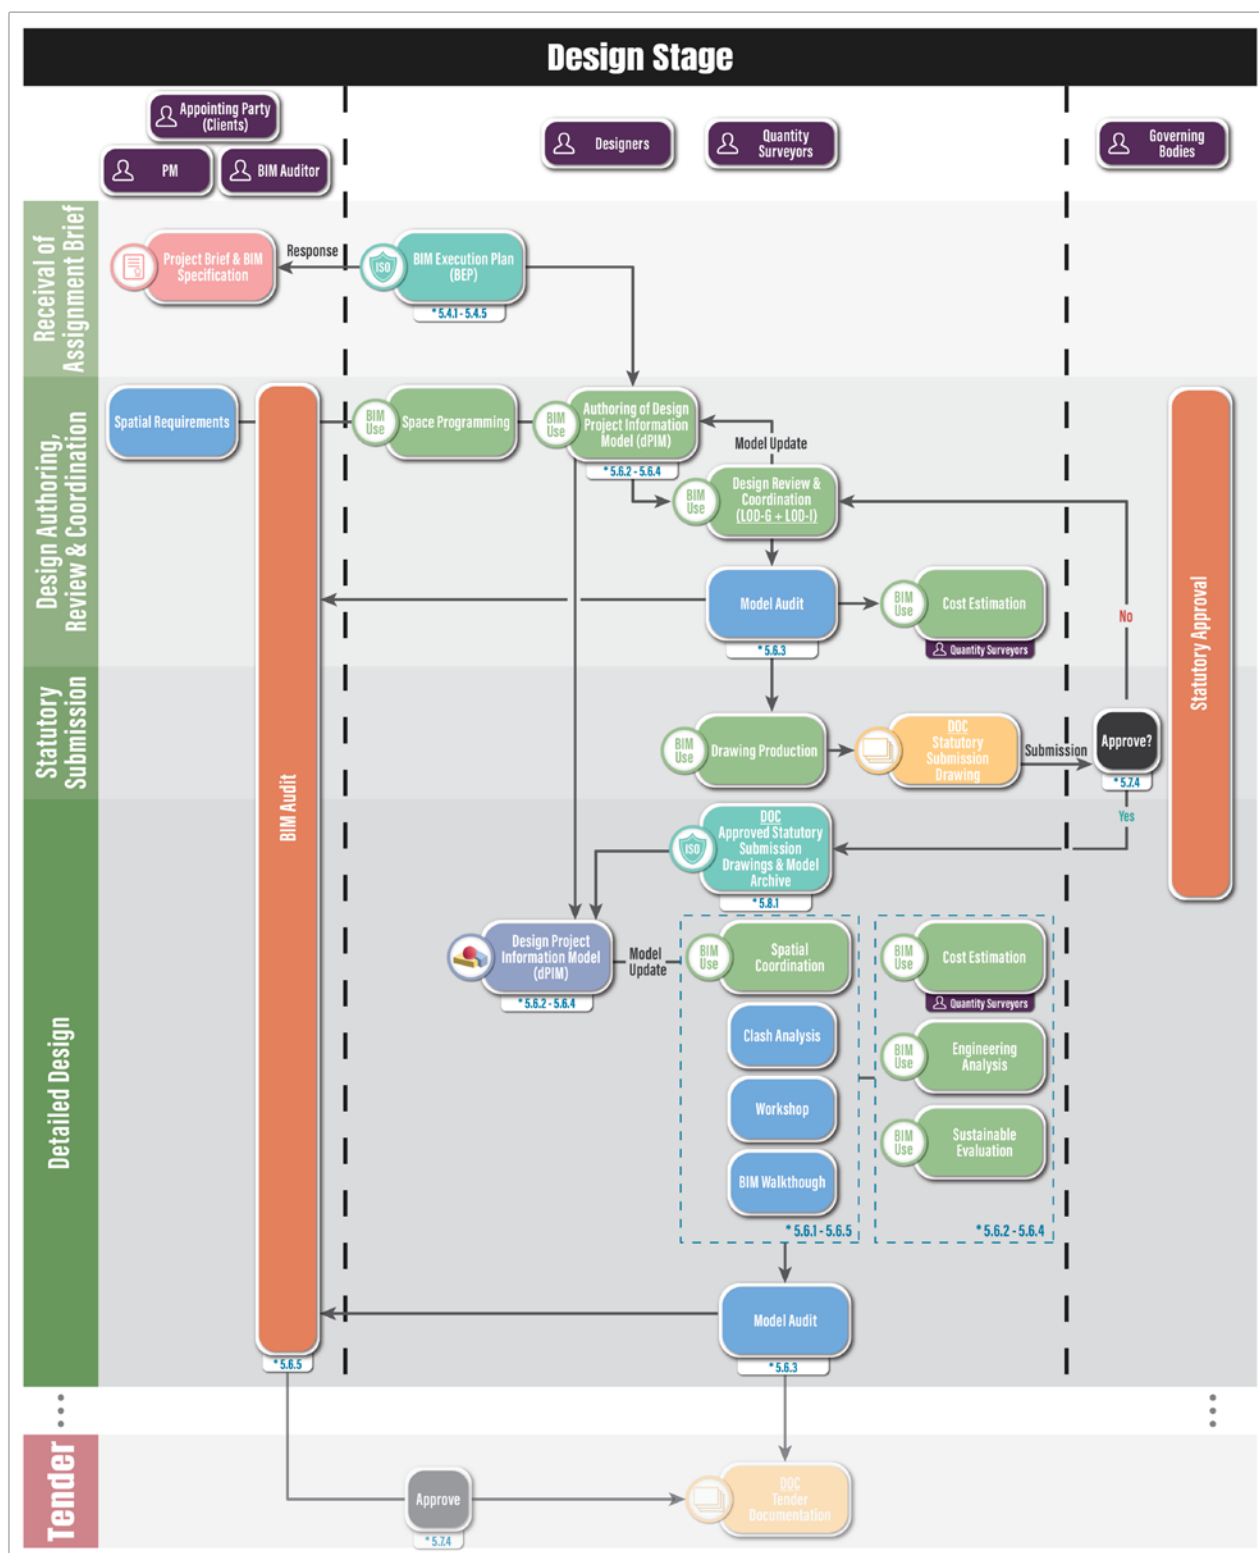 Design Stage
Appointing Party
(Clients)
PM
BIM Auditor
Designers
Quantity
Surveyors
Governing
Bodies
Receival of
Assignment Brief
Project Brief & BIM
Specification
Response
ISO
BIM Execution Plan
(BEP)
* 5.4.1 - 5.4.5
Design Authoring,
Review & Coordination
Spatial Requirements
BIM
Use
Space Programming
BIM
Use
Authoring of Design
Project Information
Model (dPIM)
* 5.6.2 - 5.6.4
Model Update
BIM
Use
Design Review &
Coordination
(LOD-G + LOD-I)
Model Audit
* 5.6.3
BIM
Use
Cost Estimation
Quantity Surveyors
No
Statutory Approval
Statutory
Submission
BIM
Use
Drawing Production
DOC
Statutory
Submission
Drawing
Submission
Approve?
* 5.7.4
Yes
BIM Audit
Detailed Design
ISO
DOC
Approved Statutory
Submission
Drawings & Model
Archive
* 5.8.1
Design Project
Information Model
(dPIM)
* 5.6.2 - 5.6.4
Model
Update
BIM
Use
Spatial
Coordination
Clash Analysis
Workshop
BIM Walkthough
* 5.6.1 - 5.6.5
BIM
Use
Cost Estimation
Quantity Surveyors
BIM
Use
Engineering
Analysis
BIM
Use
Sustainable
Evaluation
* 5.6.2 - 5.6.4
Model Audit
* 5.6.3
* 5.6.5
Tender
Approve
* 5.7.4
DOC
Tender
Documentation